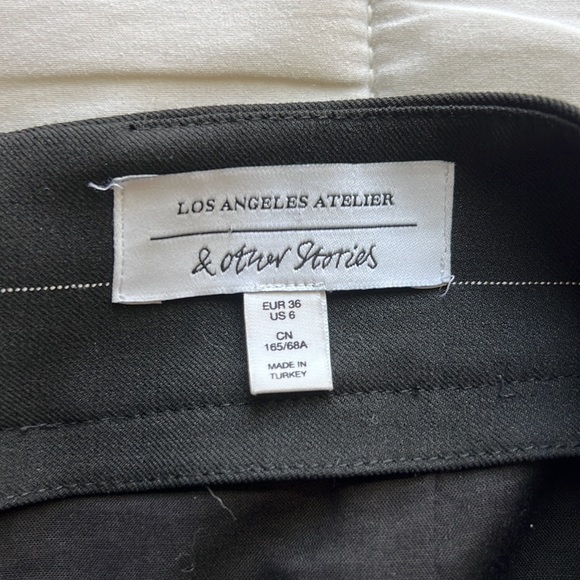 LOS ANGELES ATELIER
& Other Stories
EUR 36
US 6
CN
165/68A
MADE IN
TURKEY